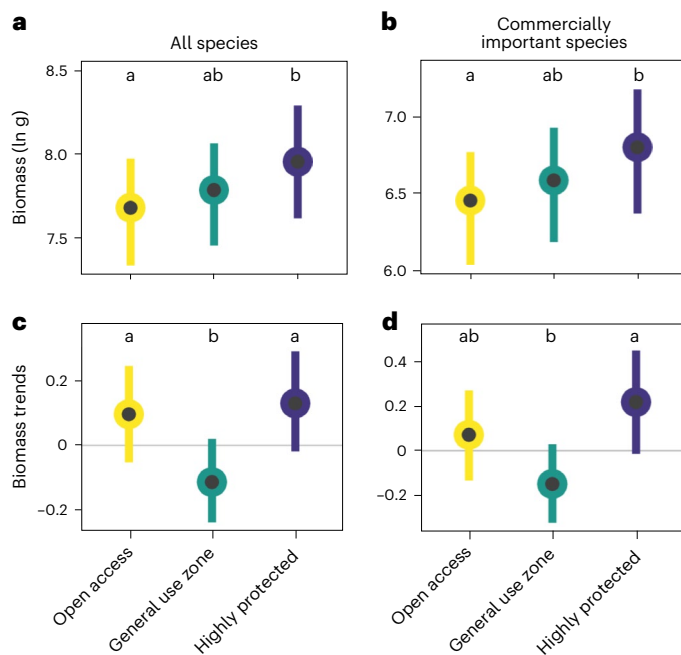 a
All species
Biomass (ln g)
8.5
8.0
7.5
a ab b
b
Commercially
important species
7.0
6.5
6.0
a ab b
c
Biomass trends
0.2
0
−0.2
a b a
d
0.4
0.2
0
−0.2
ab b a
Open access
General use zone
Highly protected
Open access
General use zone
Highly protected